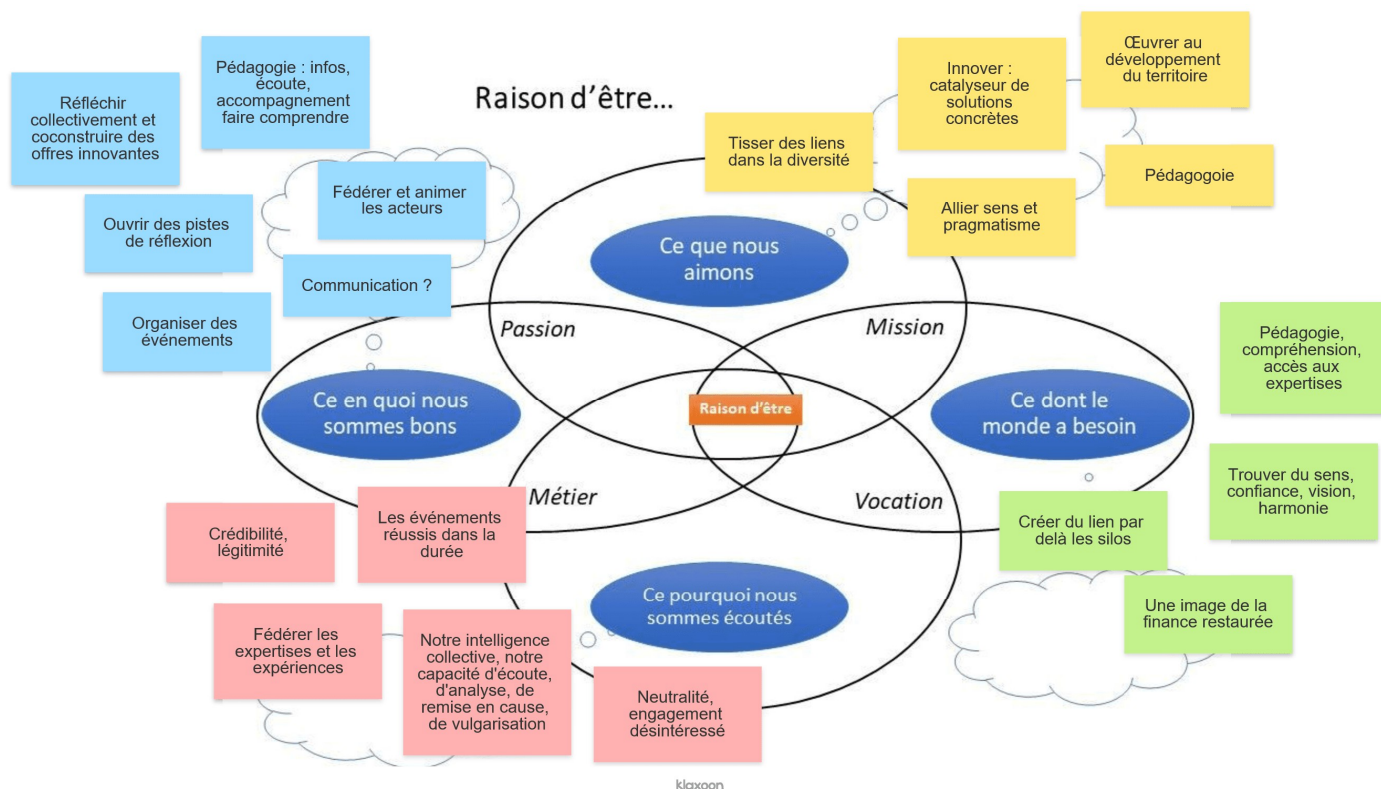 Raison d'être...
Réfléchir
collectivement et
coconstruire des
offres innovantes
Pédagogie : infos,
écoute,
accompagnement
faire comprendre
Fédérer et animer
les acteurs
Ouvrir des pistes
de réflexion
Communication ?
Organiser des
événements
Tisser des liens
dans la diversité
Innover :
catalyseur de
solutions
concrètes
Œuvrer au
développement
du territoire
Pédagogoie
Allier sens et
pragmatisme
Ce que nous
aimons
Passion
Mission
Ce en quoi nous
sommes bons
Raison d'être
Ce dont le
monde a besoin
Pédagogie,
compréhension,
accès aux
expertises
Trouver du sens,
confiance, vision,
harmonie
Créer du lien par
delà les silos
Une image de la
finance restaurée
Métier
Vocation
Crédibilité,
légitimité
Les événements
réussis dans la
durée
Ce pourquoi nous
sommes écoutés
Fédérer les
expertises et les
expériences
Notre intelligence
collective, notre
capacité d'écoute,
d'analyse, de
remise en cause,
de vulgarisation
Neutralité,
engagement
désintéressé
klaxoon